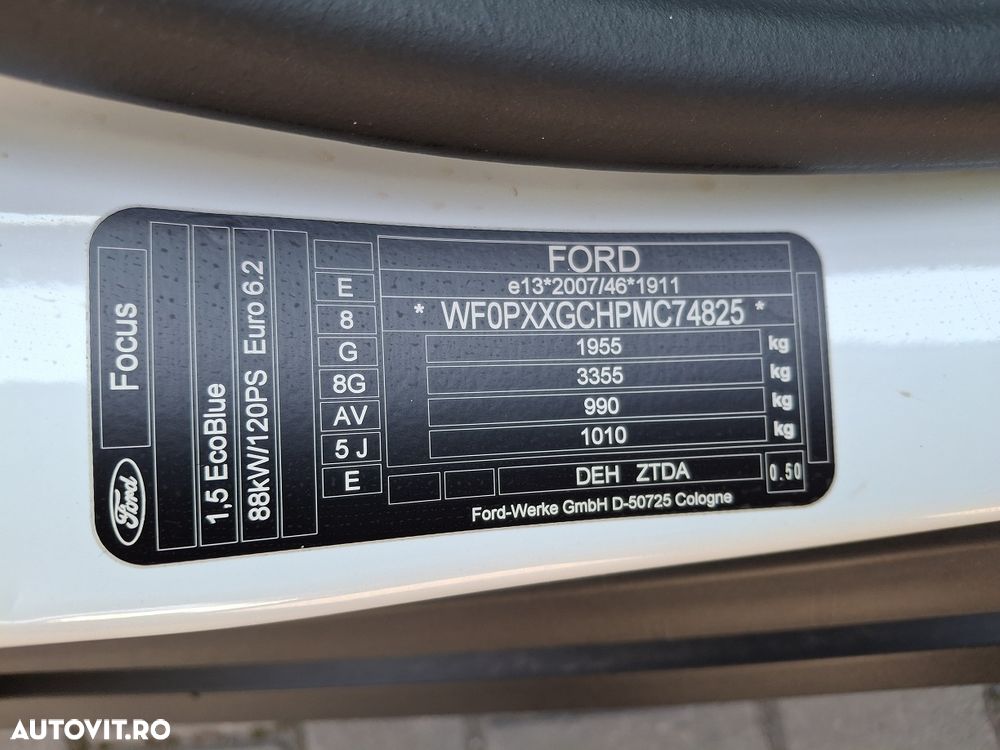 Focus
Ford
1,5 EcoBlue
88kW/120PS Euro 6.2
E
8
G
8G
AV
5 J
E
FORD
e13*2007/46*1911
* WF0PXXGCHPMC74825 *
1955 kg
3355 kg
990 kg
1010 kg
DEH ZTDA 0.50
Ford-Werke GmbH D-50725 Cologne
AUTOVIT.RO